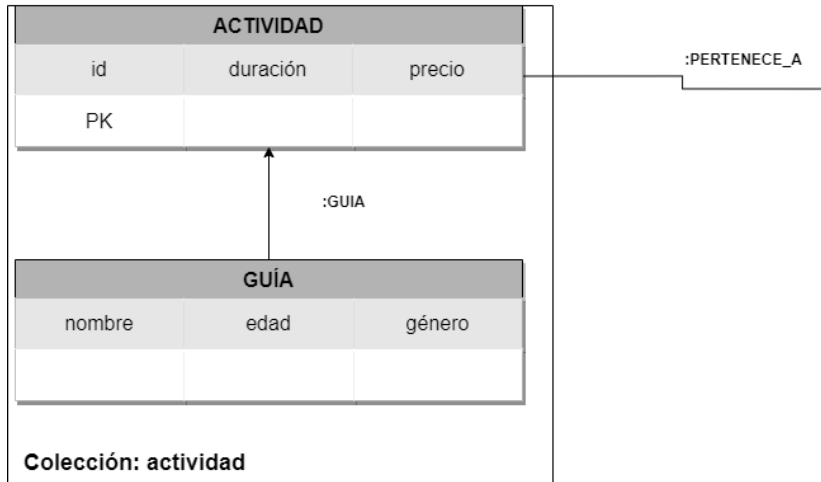 ACTIVIDAD
id duración precio
:PERTENECE_A
PK
:GUIA
GUÍA
nombre edad género
Colección: actividad